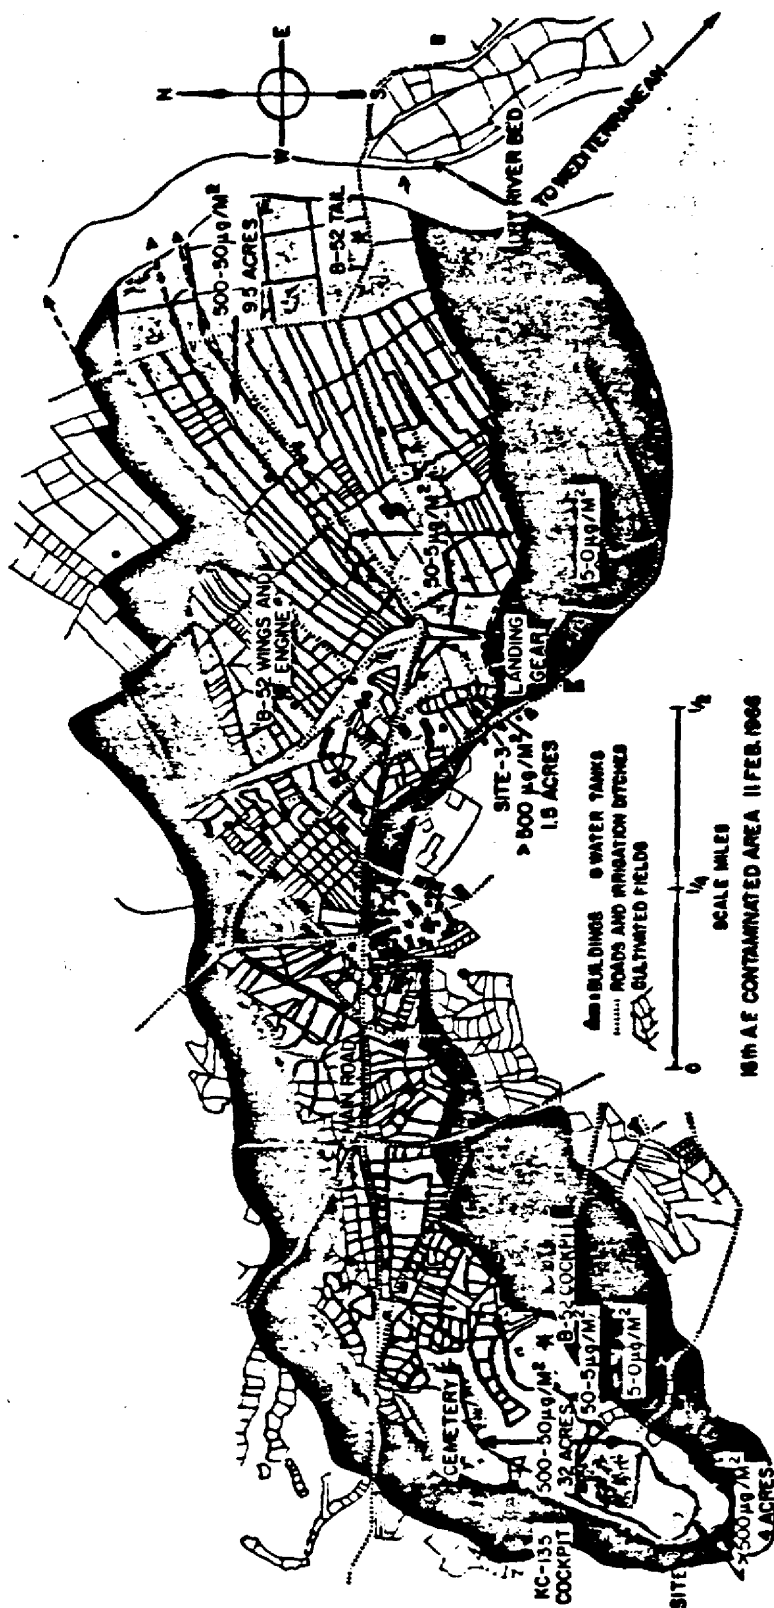 N
E
S
W
500-50µg/M²
95 ACRES
B-52 TAIL
RIVER BED
TO MEDITERRANEAN
B-52 WINGS AND
ENGINE
50-5µg/M²
5-0µg/M²
LANDING
GEAR
SITE-3
>500 µg/M²
1.5 ACRES
MAIN ROAD
CEMETERY
KC-135
COCKPIT
500-50µg/M²
32 ACRES
B-52 COCKPIT
50-5µg/M²
5-0µg/M²
SITE
>500µg/M²
4 ACRES
BUILDINGS
WATER TANKS
ROADS AND IRRIGATION DITCHES
CULTIVATED FIELDS
0
1/4
1/2
SCALE MILES
16th AF CONTAMINATED AREA 11 FEB. 1966